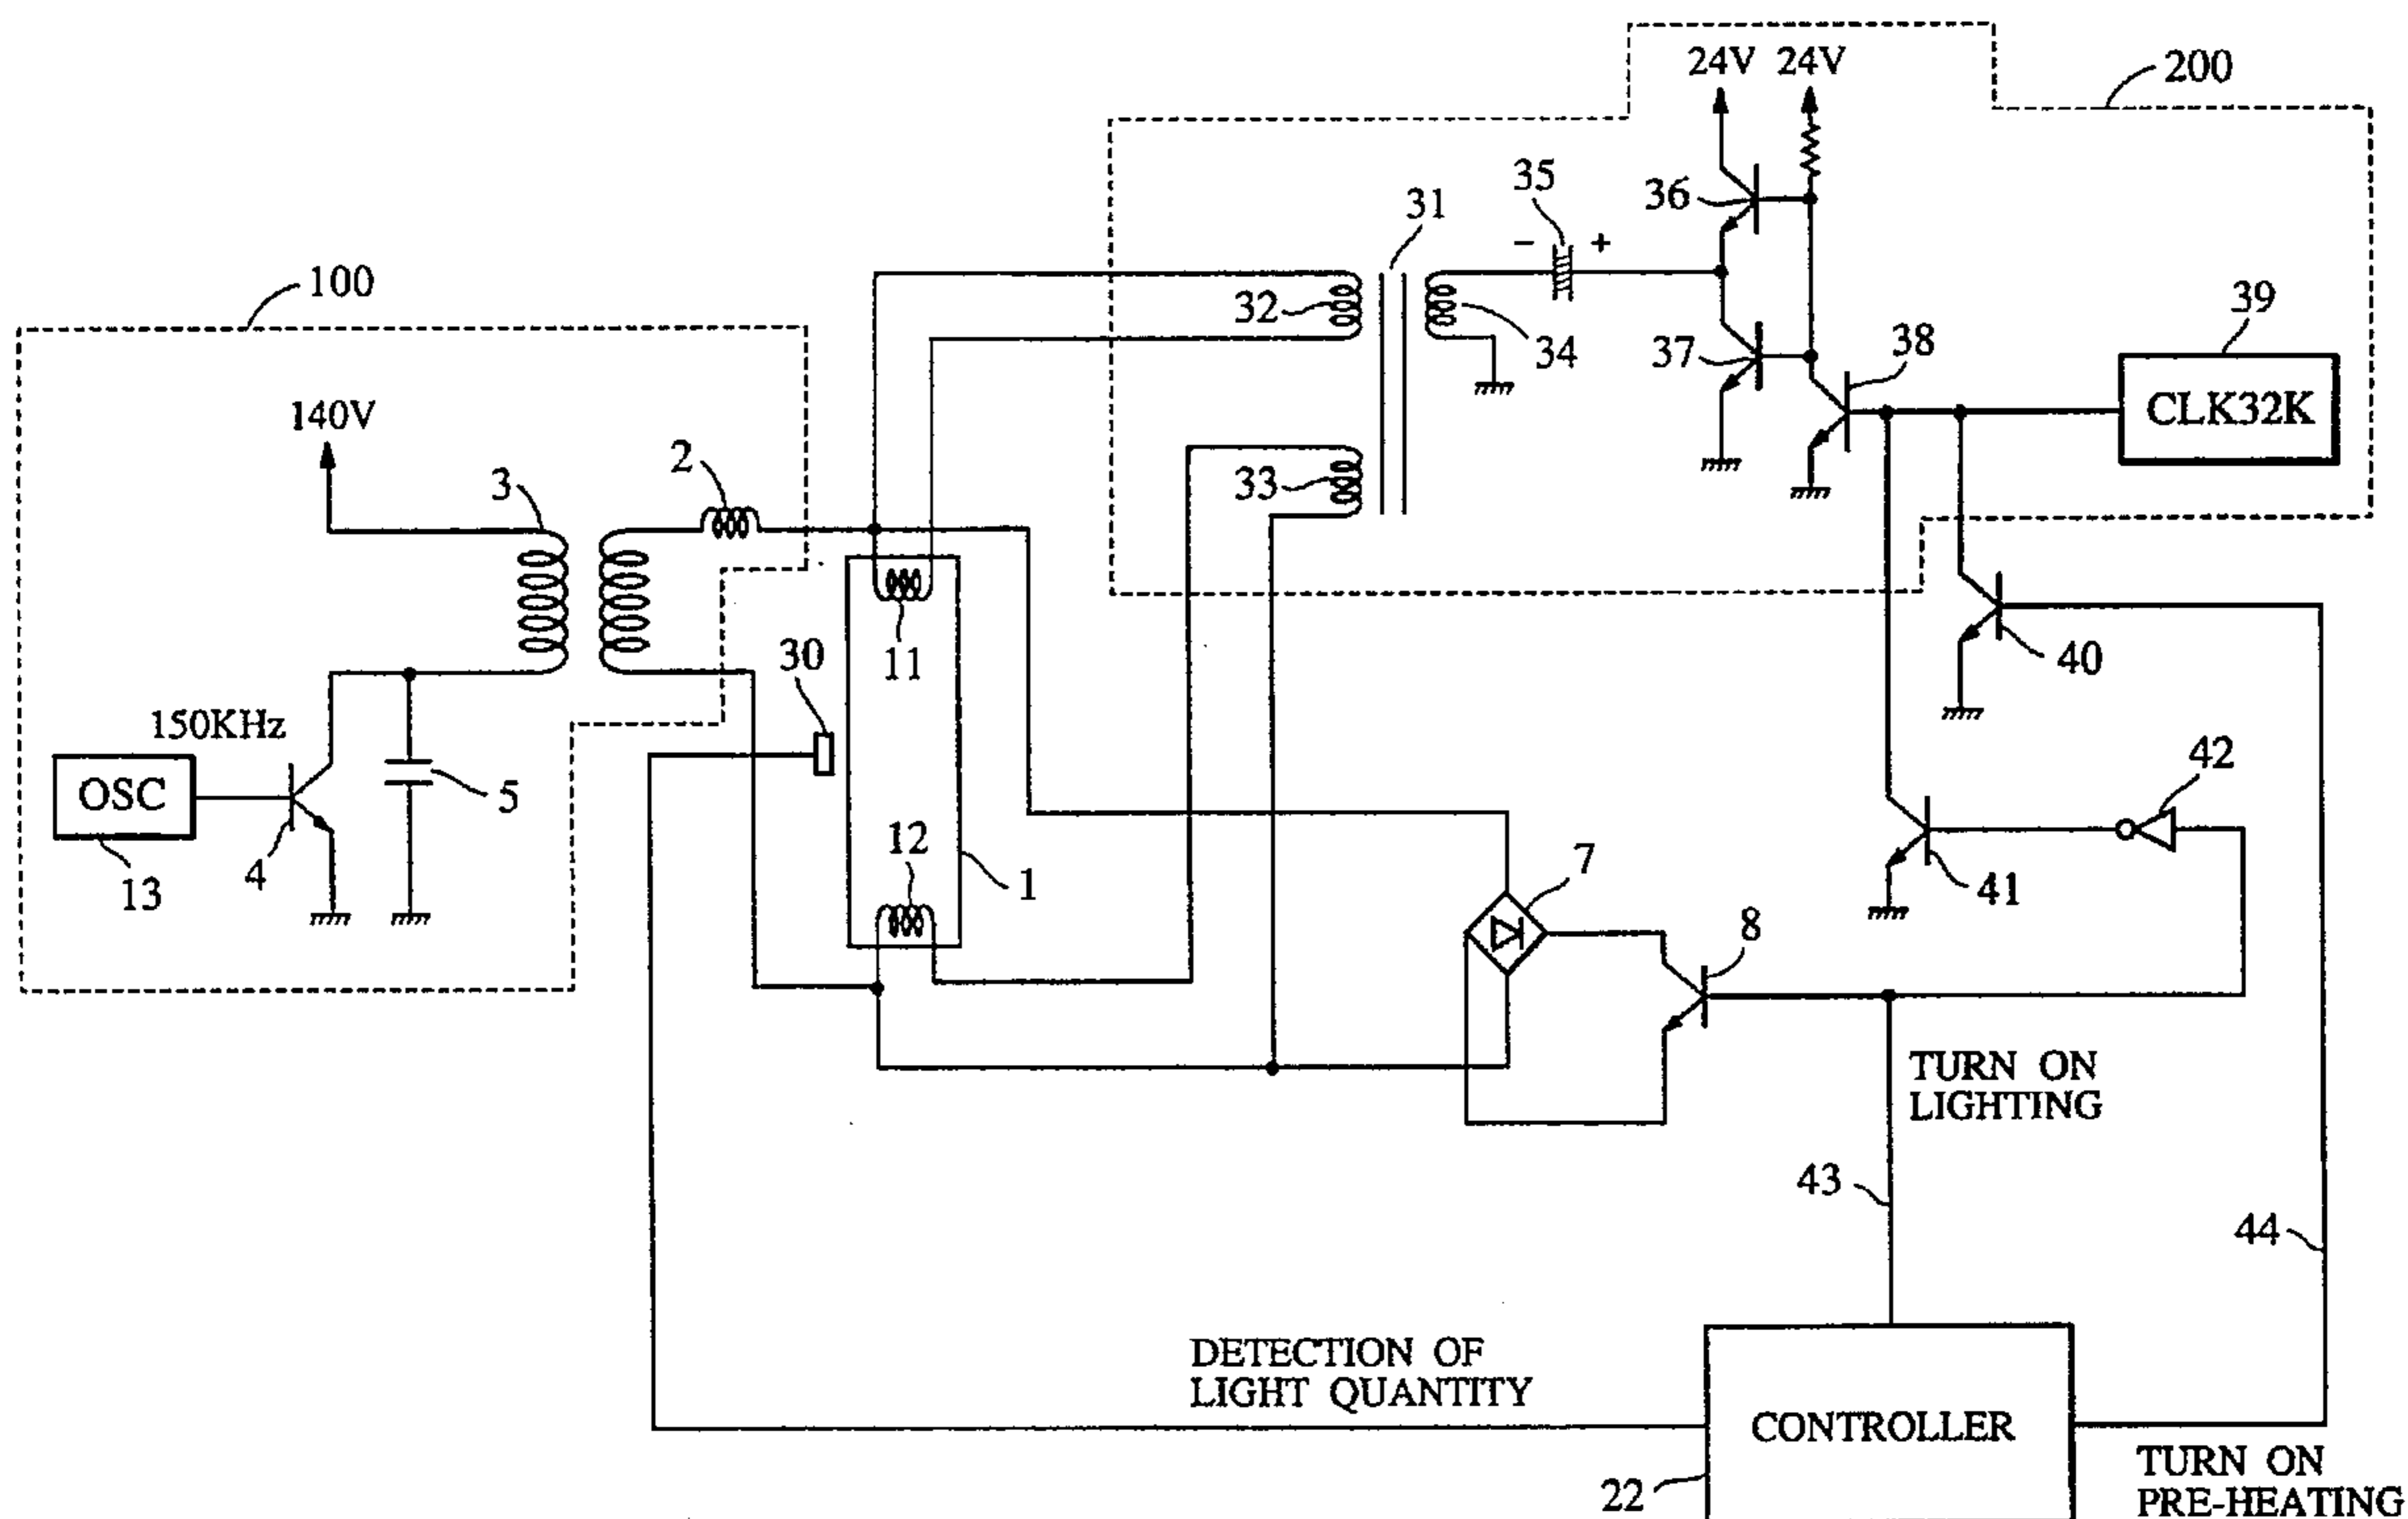 24V 24V
200
36
35
31
- +
32
34
37
38
39
CLK32K
33
100
140V
3
2
11
30
40
150KHz
OSC
5
4
13
12
1
7
8
42
41
TURN ON
LIGHTING
43
44
DETECTION OF
LIGHT QUANTITY
CONTROLLER
22
TURN ON
PRE-HEATING